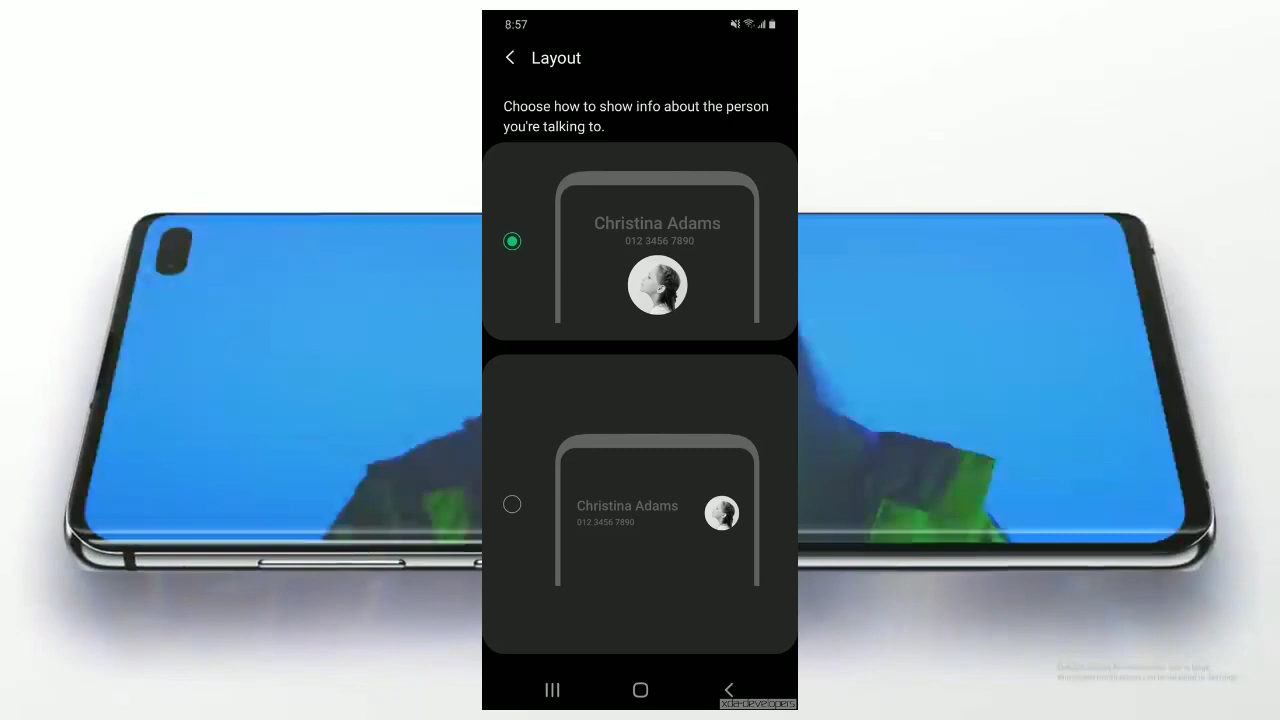 8:57
Layout
Choose how to show info about the person
you're talking to.
Christina Adams
012 3456 7890
Christina Adams
012 3456 7890
xda-developers